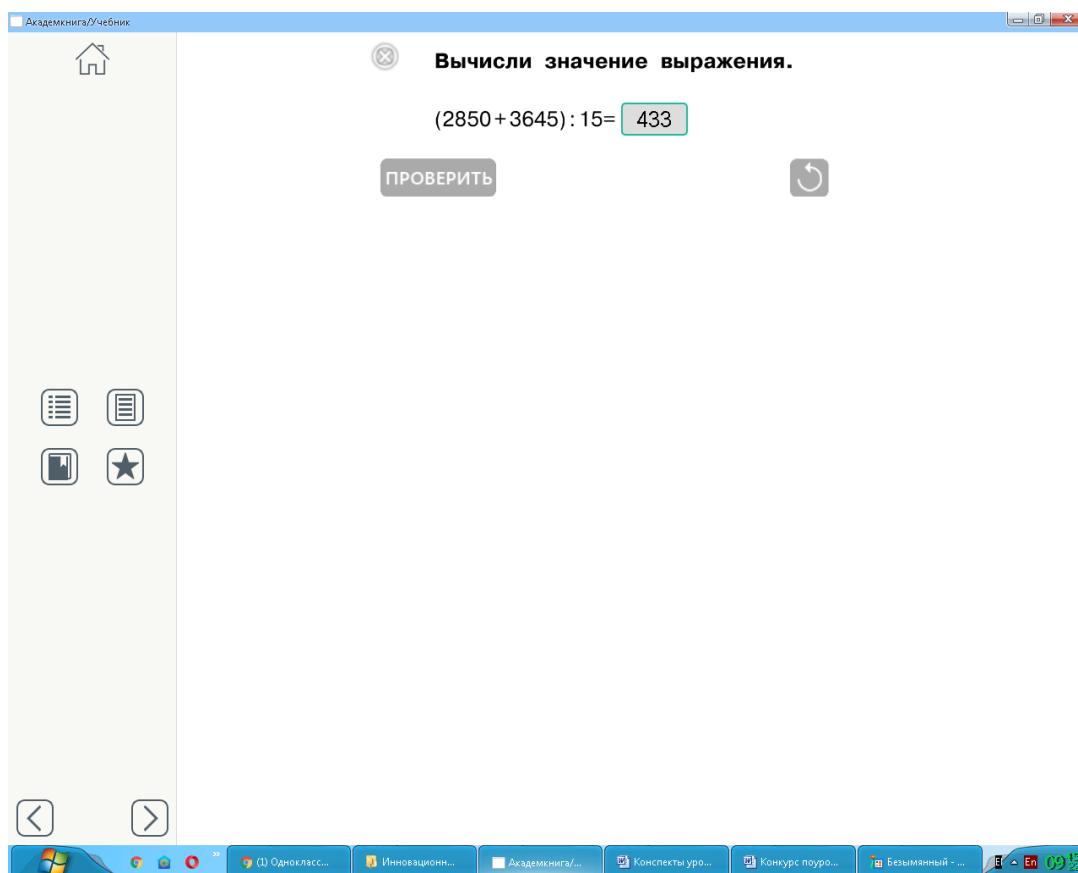 Академкнига/Учебник
Вычисли значение выражения.
(2850+3645):15= 433
ПРОВЕРИТЬ
(1) Однокласс... Инновационн... Академкнига/... Конспекты уро... Конкурс поуро... Безымянный - ... En